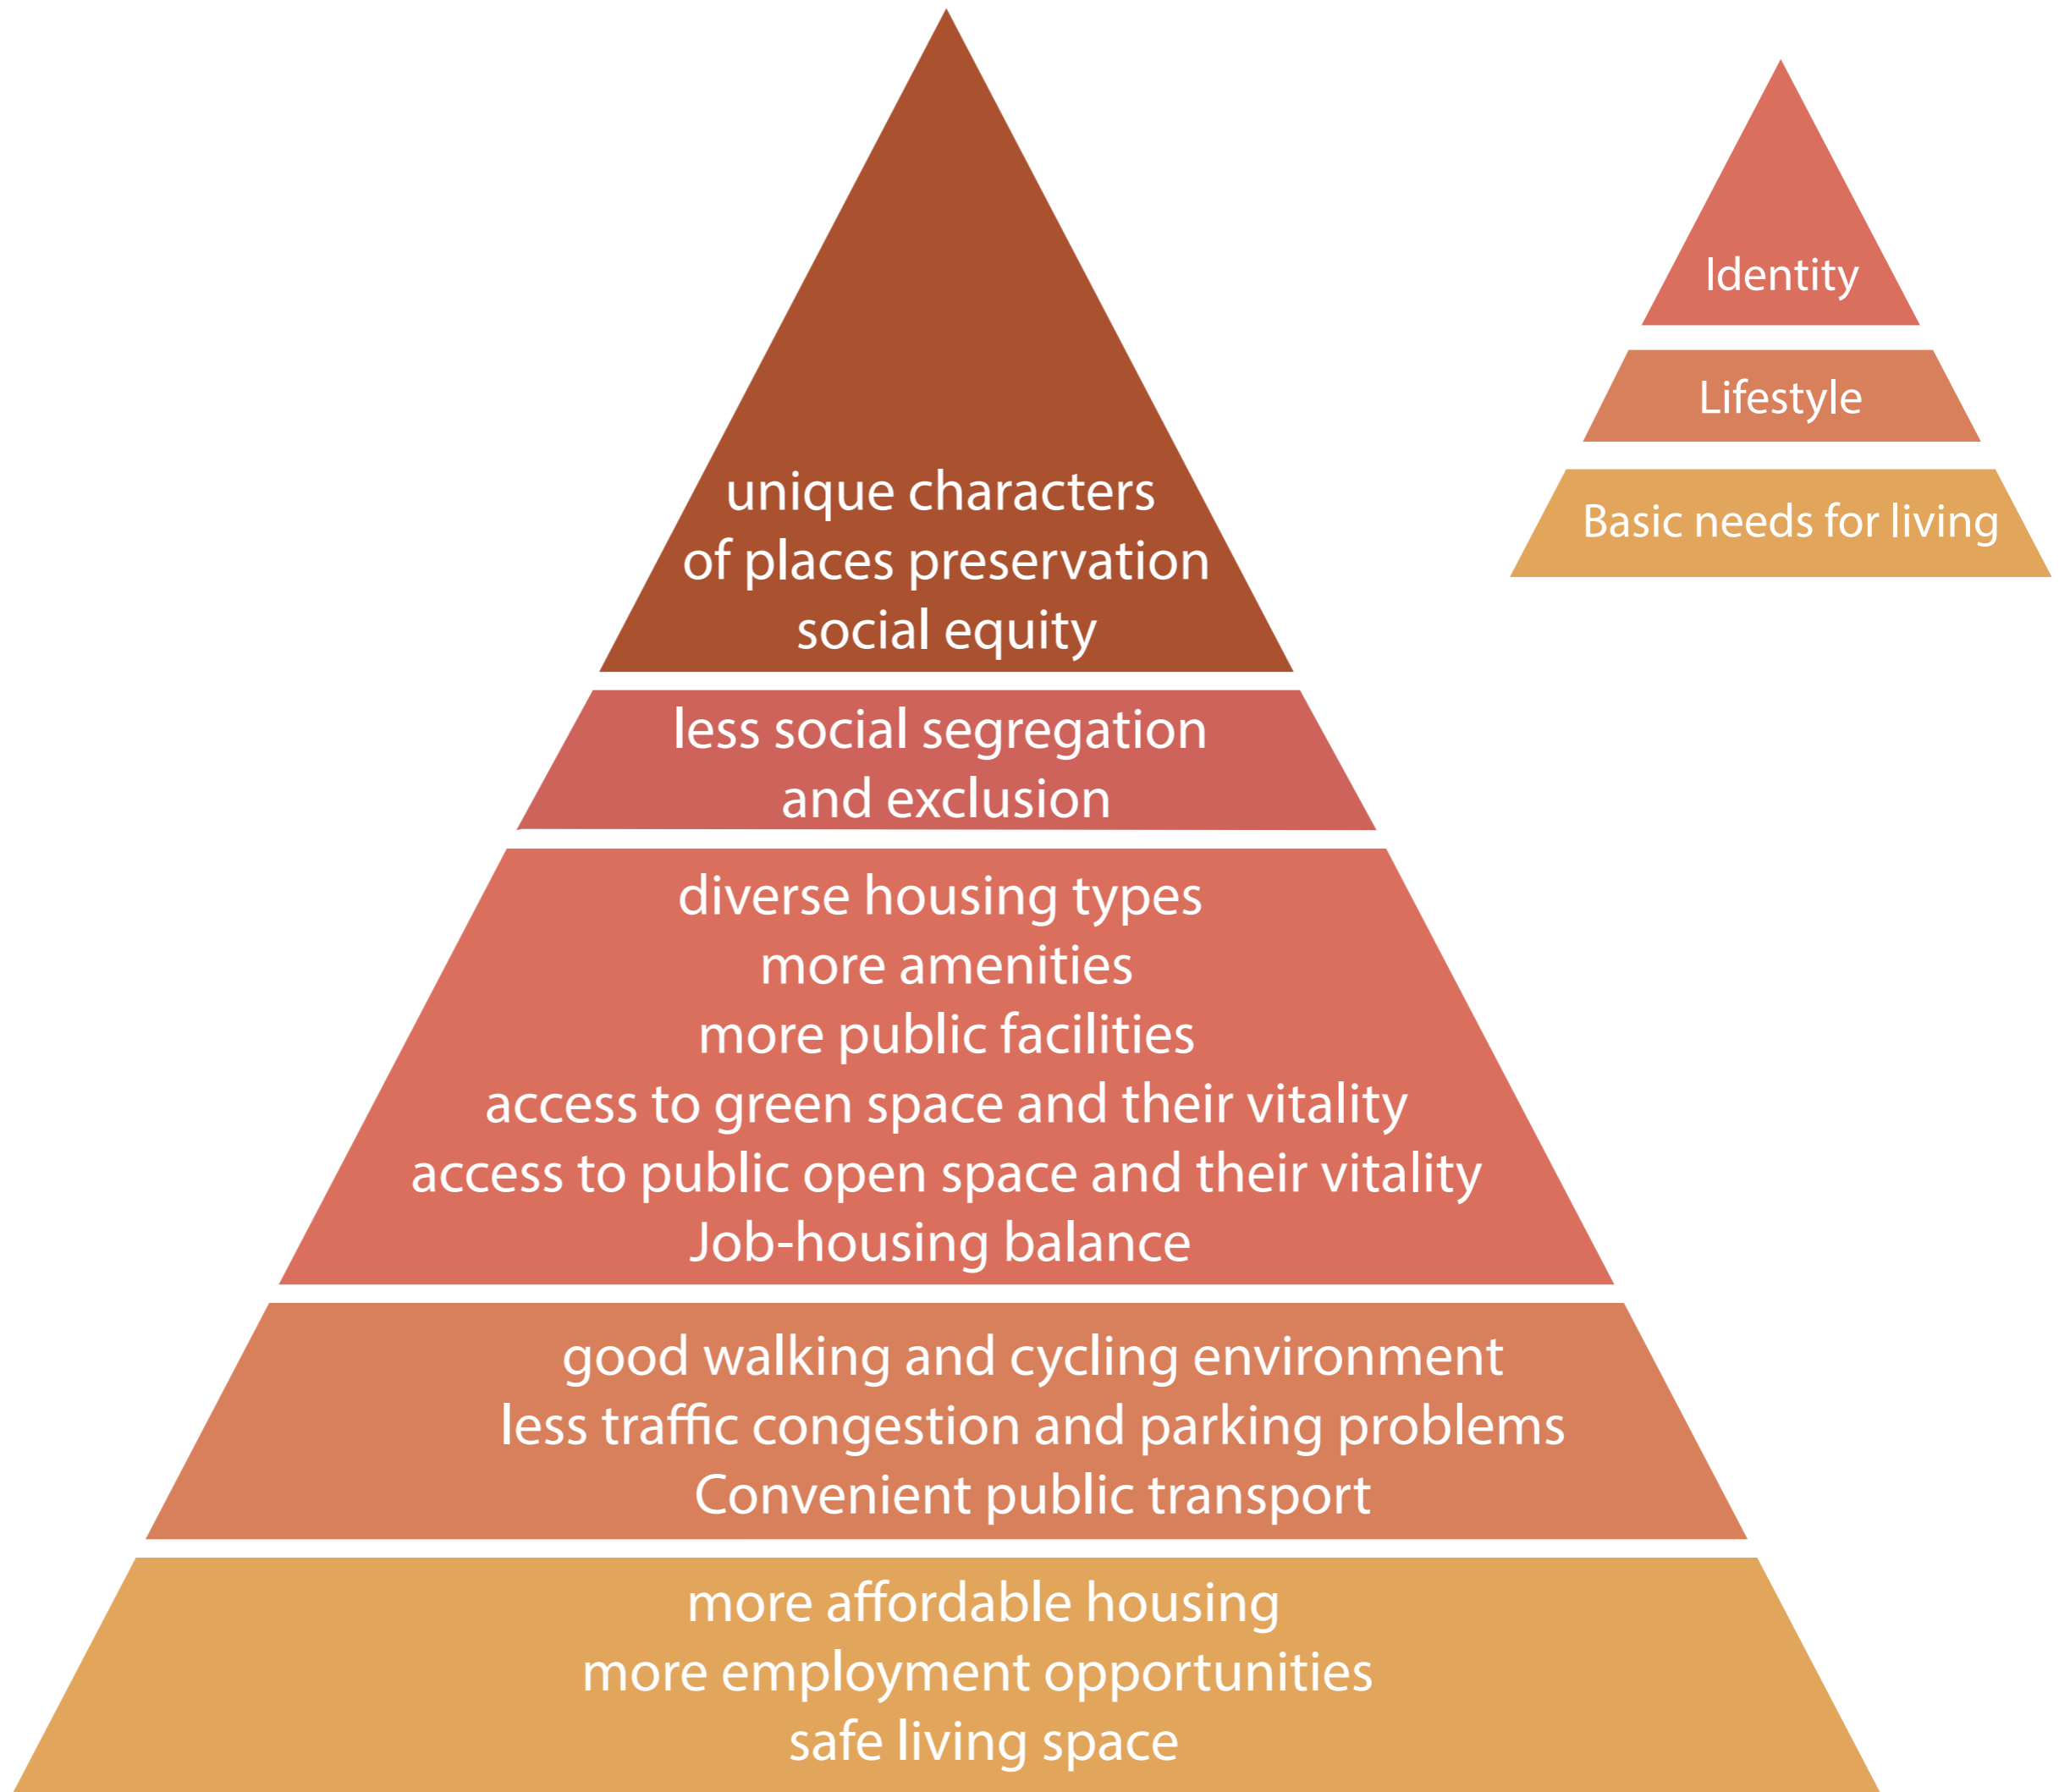 unique characters
of places preservation
social equity
less social segregation
and exclusion
diverse housing types
more amenities
more public facilities
access to green space and their vitality
access to public open space and their vitality
Job-housing balance
good walking and cycling environment
less traffic congestion and parking problems
Convenient public transport
more affordable housing
more employment opportunities
safe living space
Identity
Lifestyle
Basic needs for living